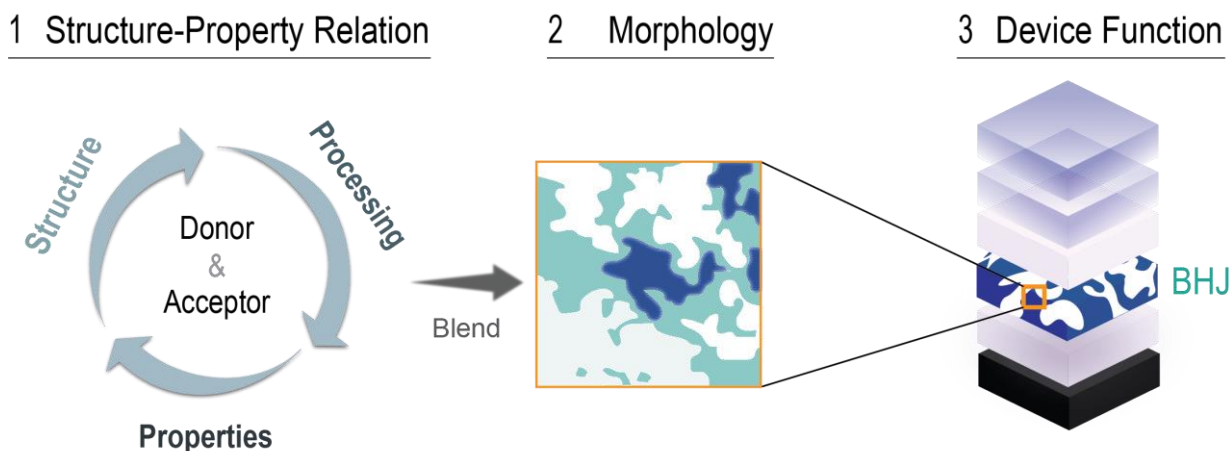 1 Structure-Property Relation
2 Morphology
3 Device Function
Structure
Processing
Donor
&
Acceptor
Properties
Blend
BHJ